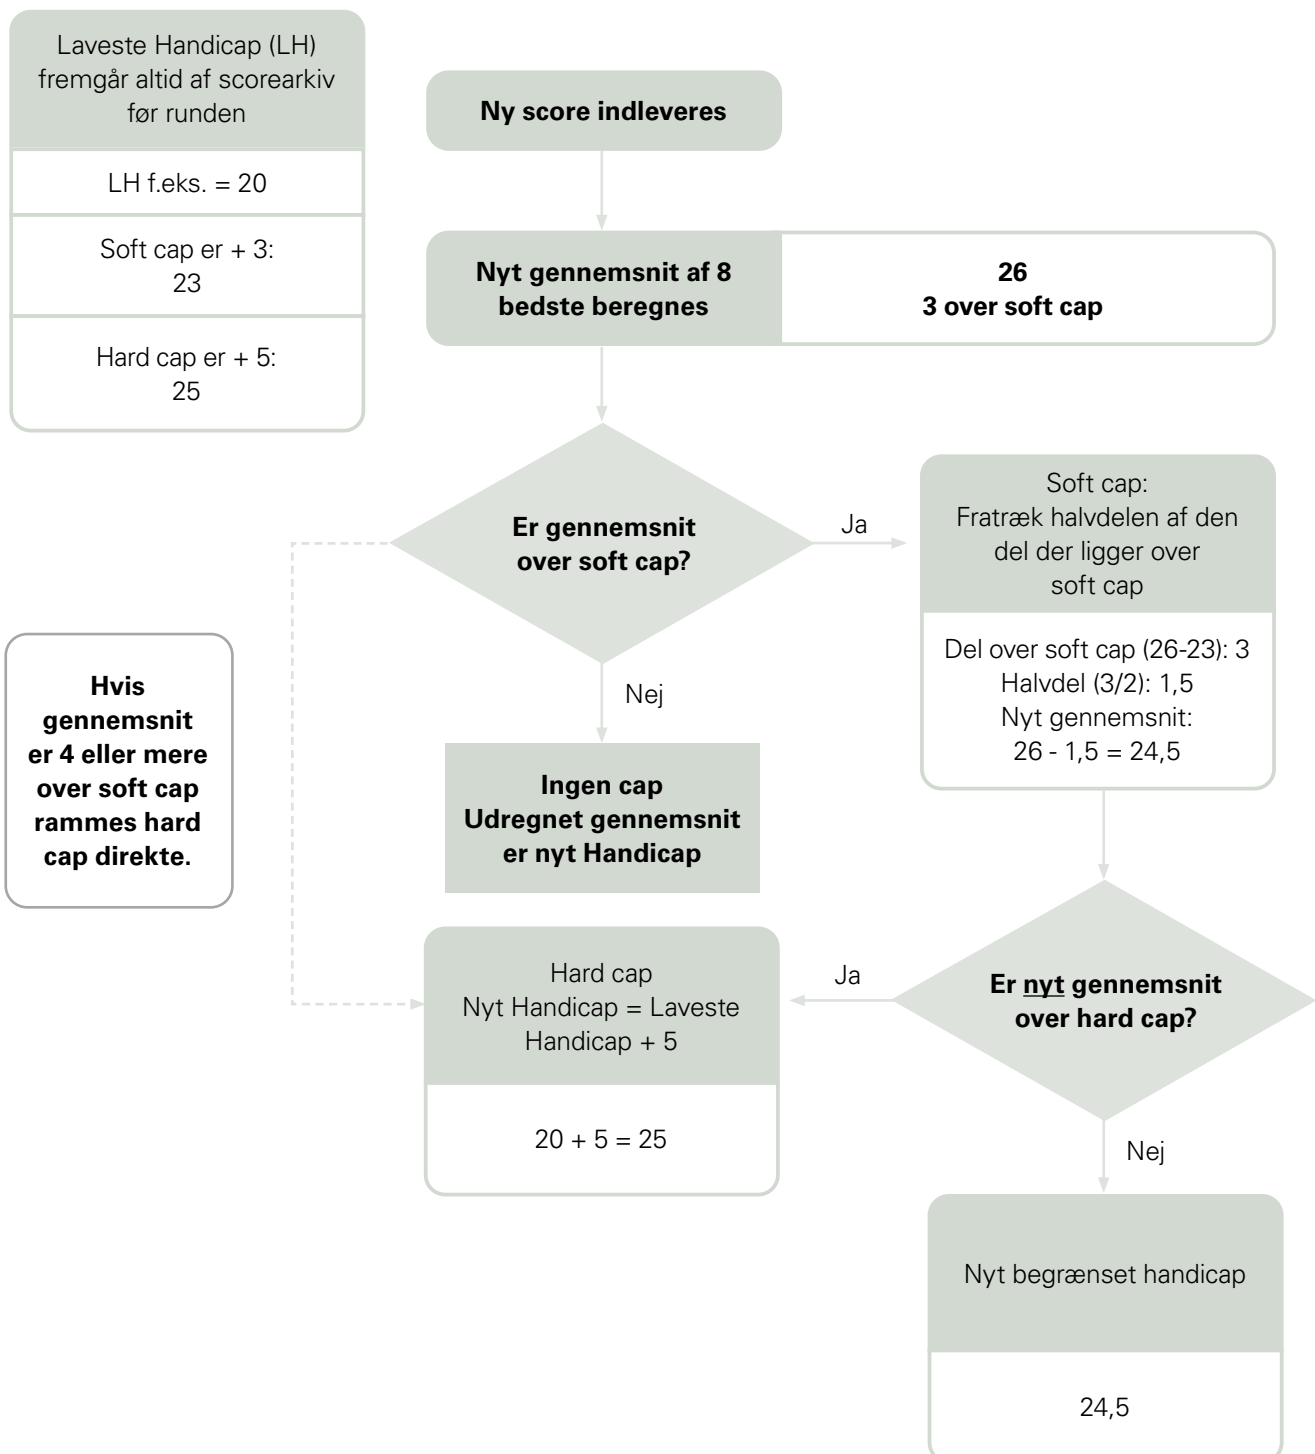 Laveste Handicap (LH)
fremgår altid af scorearkiv
før runden
LH f.eks. = 20
Soft cap er + 3:
23
Hard cap er + 5:
25
Ny score indleveres
Nyt gennemsnit af 8
bedste beregnes
26
3 over soft cap
Er gennemsnit
over soft cap?
Ja
Soft cap:
Fratræk halvdelen af den
del der ligger over
soft cap
Del over soft cap (26-23): 3
Halvdel (3/2): 1,5
Nyt gennemsnit:
26 - 1,5 = 24,5
Nej
Hvis
gennemsnit
er 4 eller mere
over soft cap
rammes hard
cap direkte.
Ingen cap
Udregnet gennemsnit
er nyt Handicap
Hard cap
Nyt Handicap = Laveste
Handicap + 5
20 + 5 = 25
Ja
Er nyt gennemsnit
over hard cap?
Nej
Nyt begrænset handicap
24,5